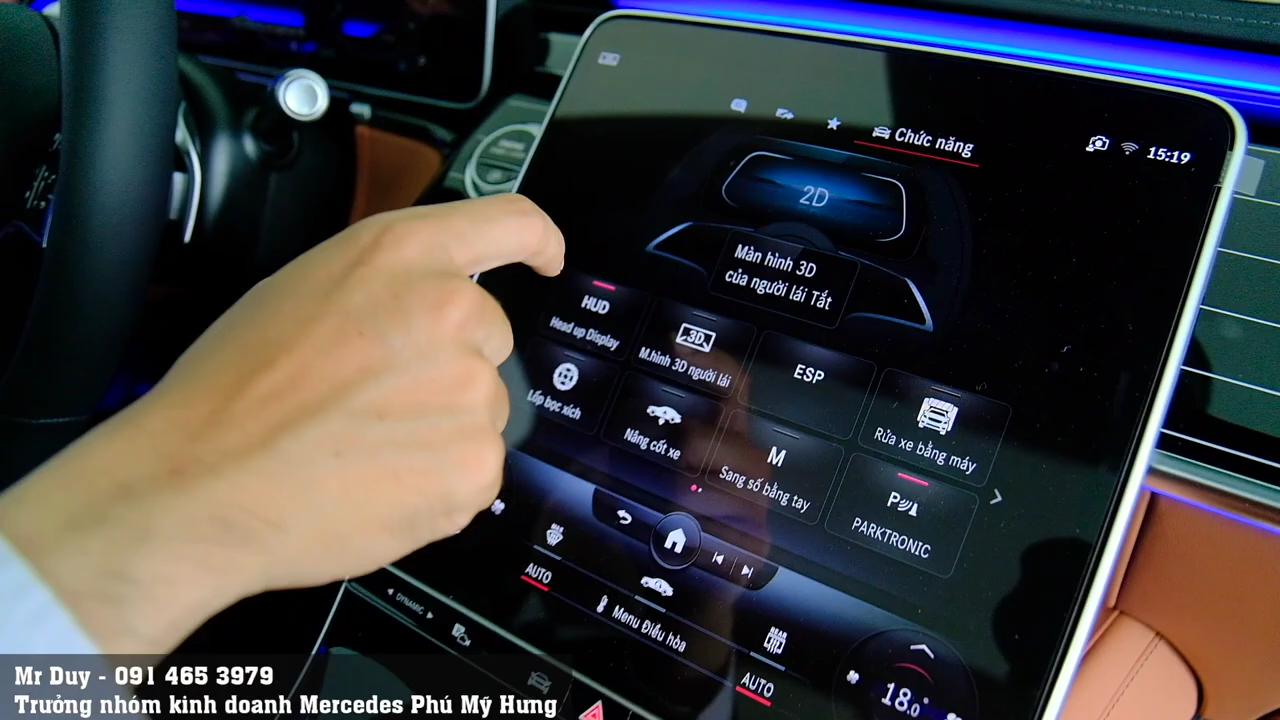 Chức năng
15:19
2D
Màn hình 3D
của người lái Tắt
HUD
Head up Display
3D
M.hình 3D người lái
ESP
Rửa xe bằng máy
Lốp bọc xích
Nâng cốt xe
M
Sang số bằng tay
P
PARKTRONIC
AUTO
Menu Điều hòa
REAR
AUTO
18.0°
DYNAMIC
Mr Duy - 091 465 3979
Trưởng nhóm kinh doanh Mercedes Phú Mỹ Hưng